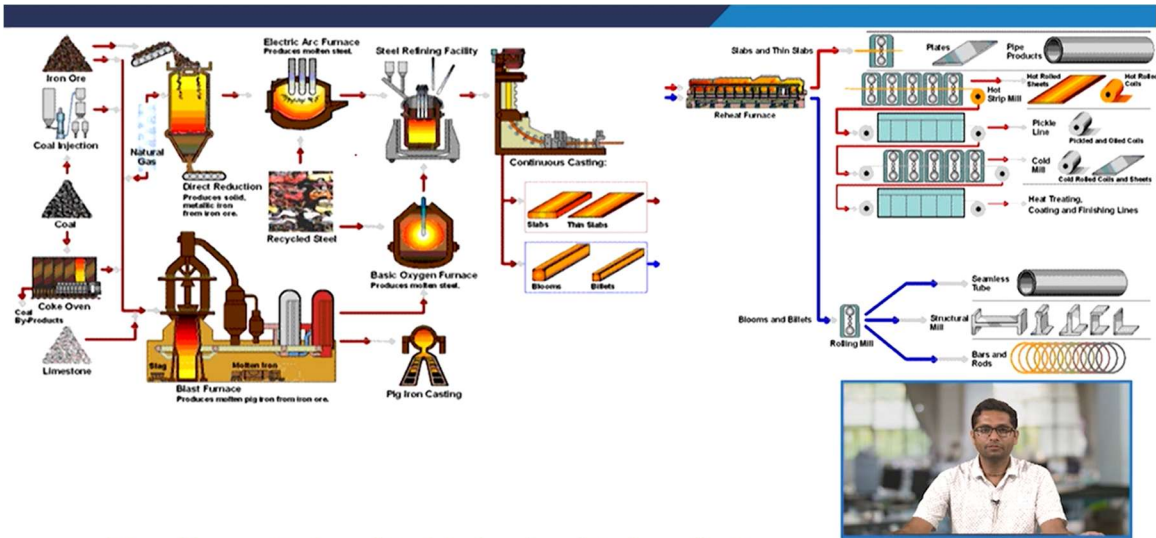 Iron Ore
Coal Injection
Natural
Gas
Coal
Coke Oven
Coal
By-Products
Limestone
Direct Reduction
Produces solid,
metallic iron
from iron ore.
Electric Arc Furnace
Produces molten steel.
Recycled Steel
Steel Refining Facility
Basic Oxygen Furnace
Produces molten steel.
Slag
Molten Iron
Blast Furnace
Produces molten pig iron from iron ore.
Pig Iron Casting
Continuous Casting:
Slabs
Thin Slabs
Blooms
Billets
Reheat Furnace
Slabs and Thin Slabs
Plates
Pipe
Products
Hot
Strip Mill
Hot Rolled
Sheets
Hot Rolled
Coils
Pickle
Line
Pickled and Oiled Coils
Cold
Mill
Cold Rolled Coils and Sheets
Heat Treating,
Coating and Finishing Lines
Blooms and Billets
Rolling Mill
Seamless
Tube
Structural
Mill
Bars and
Rods